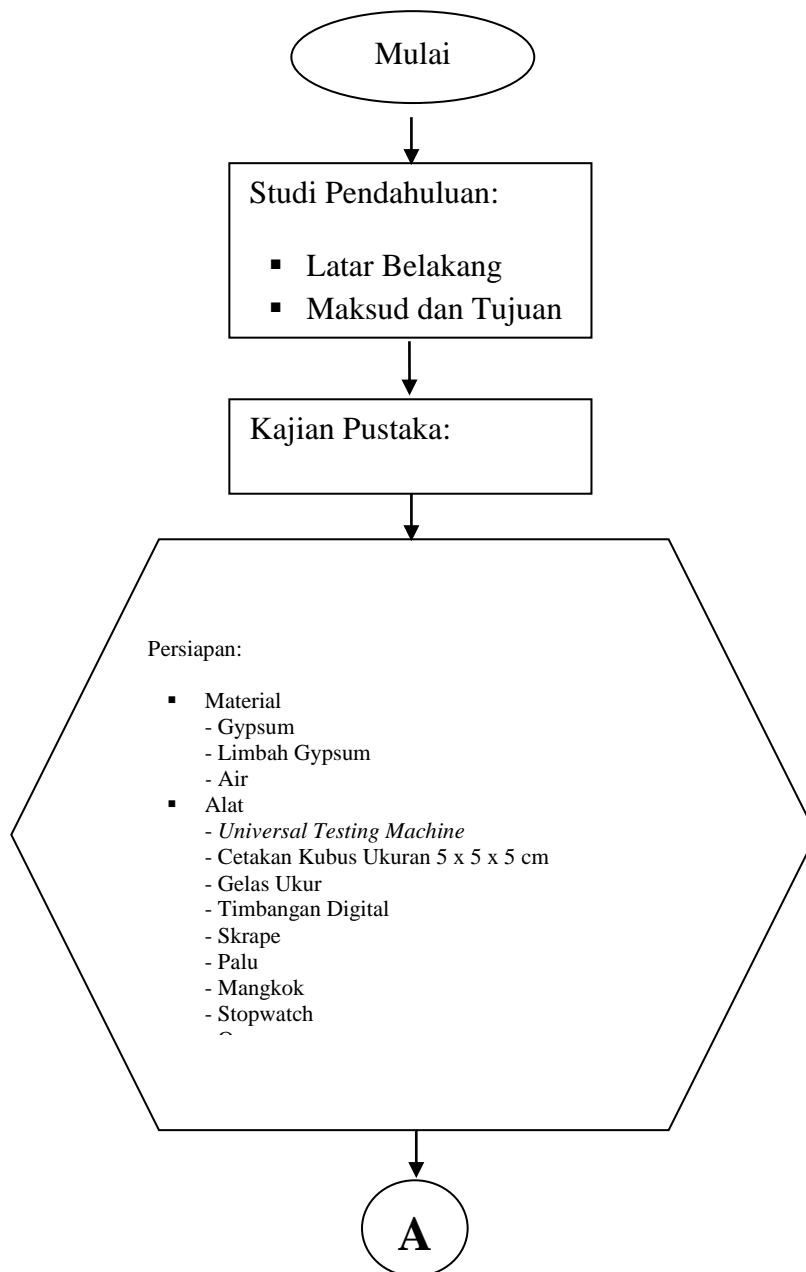 Mulai
Studi Pendahuluan:
▪ Latar Belakang
▪ Maksud dan Tujuan
Kajian Pustaka:
Persiapan:
▪ Material
- Gypsum
- Limbah Gypsum
- Air
▪ Alat
- Universal Testing Machine
- Cetakan Kubus Ukuran 5 x 5 x 5 cm
- Gelas Ukur
- Timbangan Digital
- Skrape
- Palu
- Mangkok
- Stopwatch
A